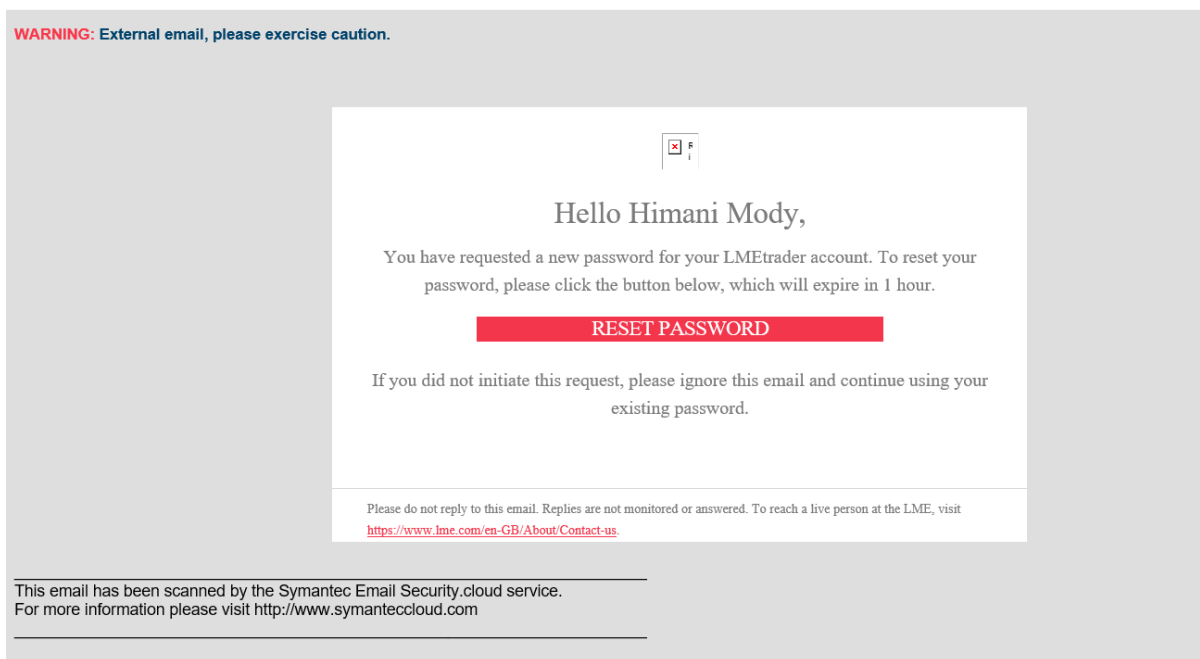 WARNING: External email, please exercise caution.
R
i
Hello Himani Mody,
You have requested a new password for your LMEtrader account. To reset your
password, please click the button below, which will expire in 1 hour.
RESET PASSWORD
If you did not initiate this request, please ignore this email and continue using your
existing password.
Please do not reply to this email. Replies are not monitored or answered. To reach a live person at the LME, visit
https://www.lme.com/en-GB/About/Contact-us.
This email has been scanned by the Symantec Email Security.cloud service.
For more information please visit http://www.symanteccloud.com